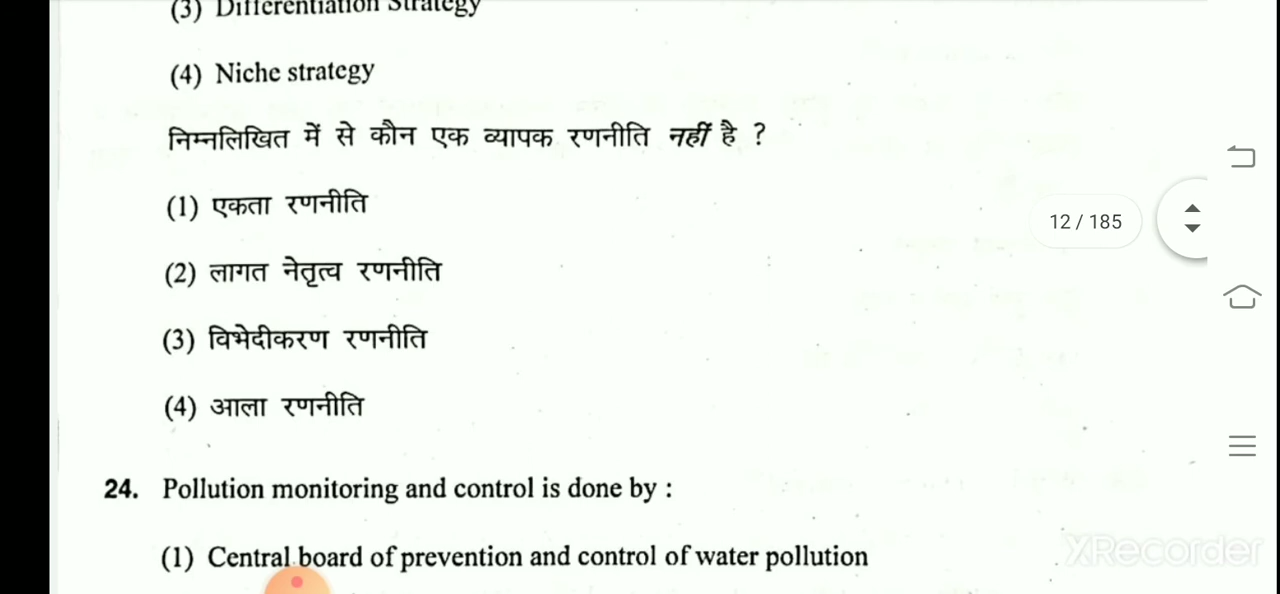 (3) Differentiation Strategy
(4) Niche strategy
निम्नलिखित में से कौन एक व्यापक रणनीति नहीं है ?
(1) एकता रणनीति
12 / 185
(2) लागत नेतृत्व रणनीति
(3) विभेदीकरण रणनीति
(4) आला रणनीति
24. Pollution monitoring and control is done by :
(1) Central board of prevention and control of water pollution
XRecorder